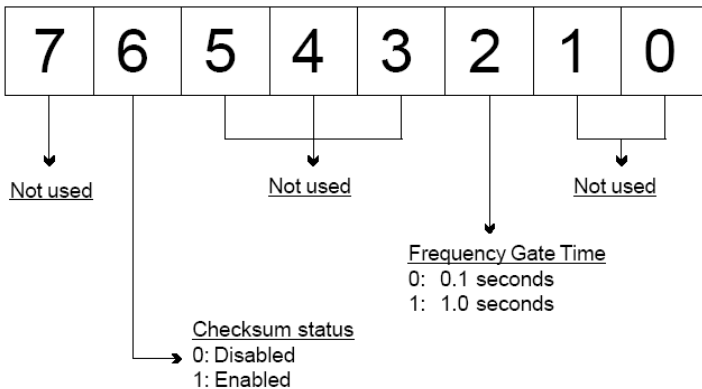 7 6 5 4 3 2 1 0
Not used
Not used
Not used
Frequency Gate Time
0: 0.1 seconds
1: 1.0 seconds
Checksum status
0: Disabled
1: Enabled